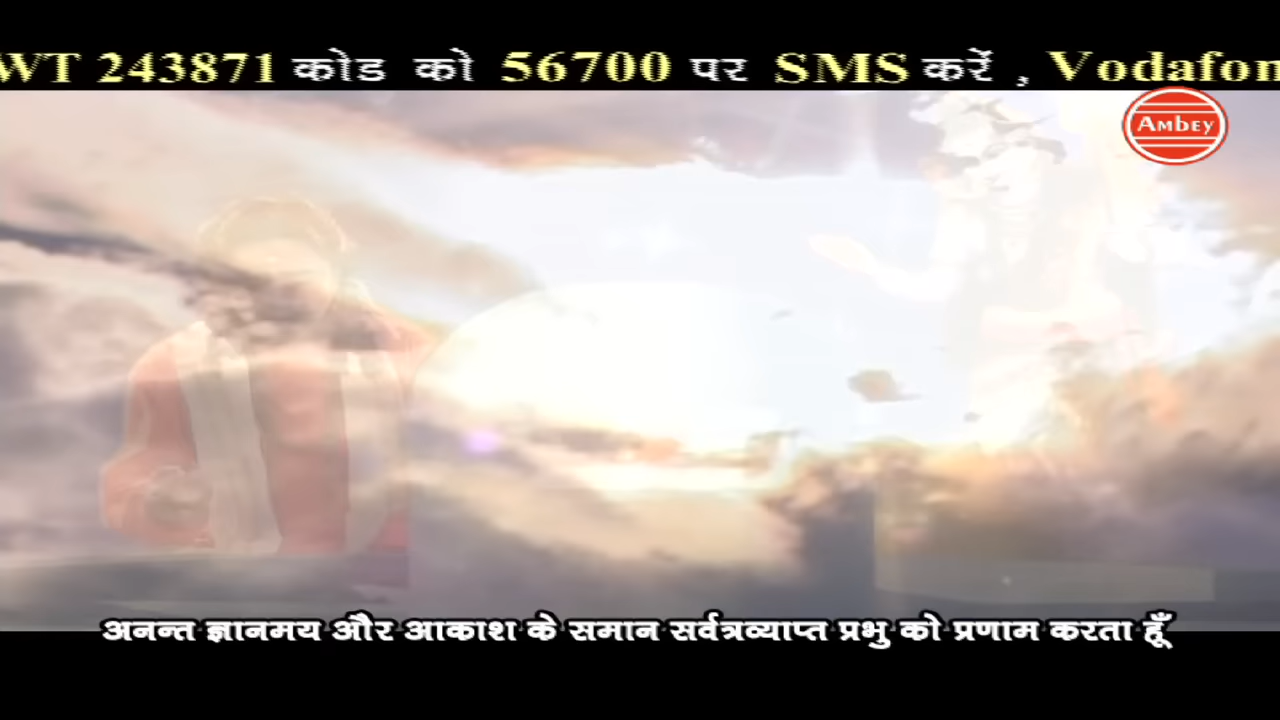 WT 243871 कोड को 56700 पर SMS करें , Vodafon
AMBEY
अनन्त ज्ञानमय और आकाश के समान सर्वत्रव्याप्त प्रभु को प्रणाम करता हूँ